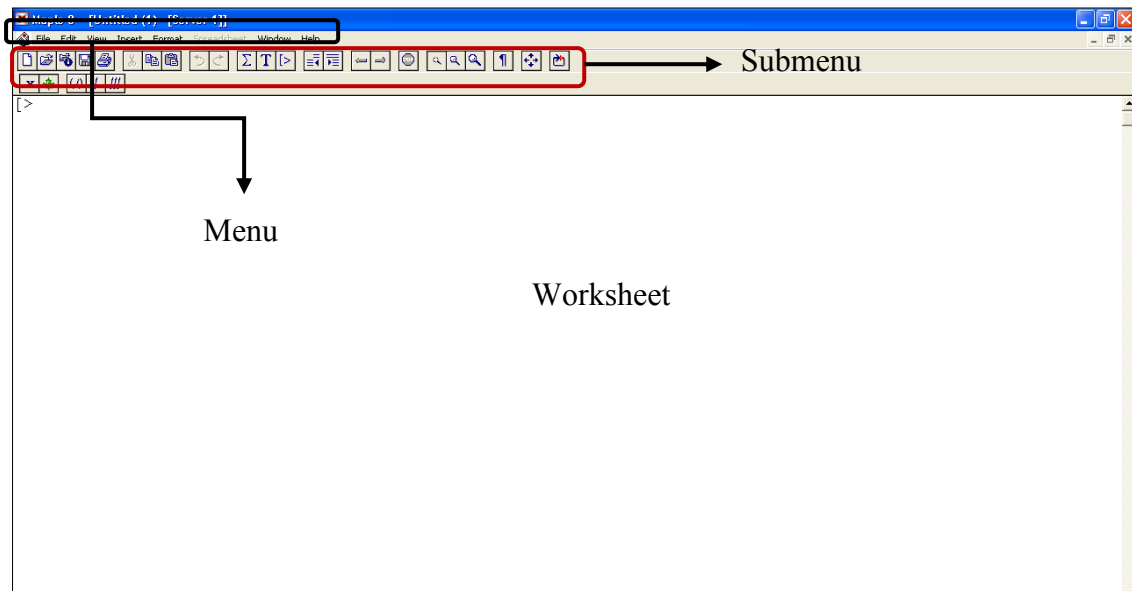 Maple 8 - [Untitled (1) - [Server 1]]
File Edit View Insert Format Spreadsheet Window Help
Σ T [>
Submenu
(/) ! !!!
[>
Menu
Worksheet